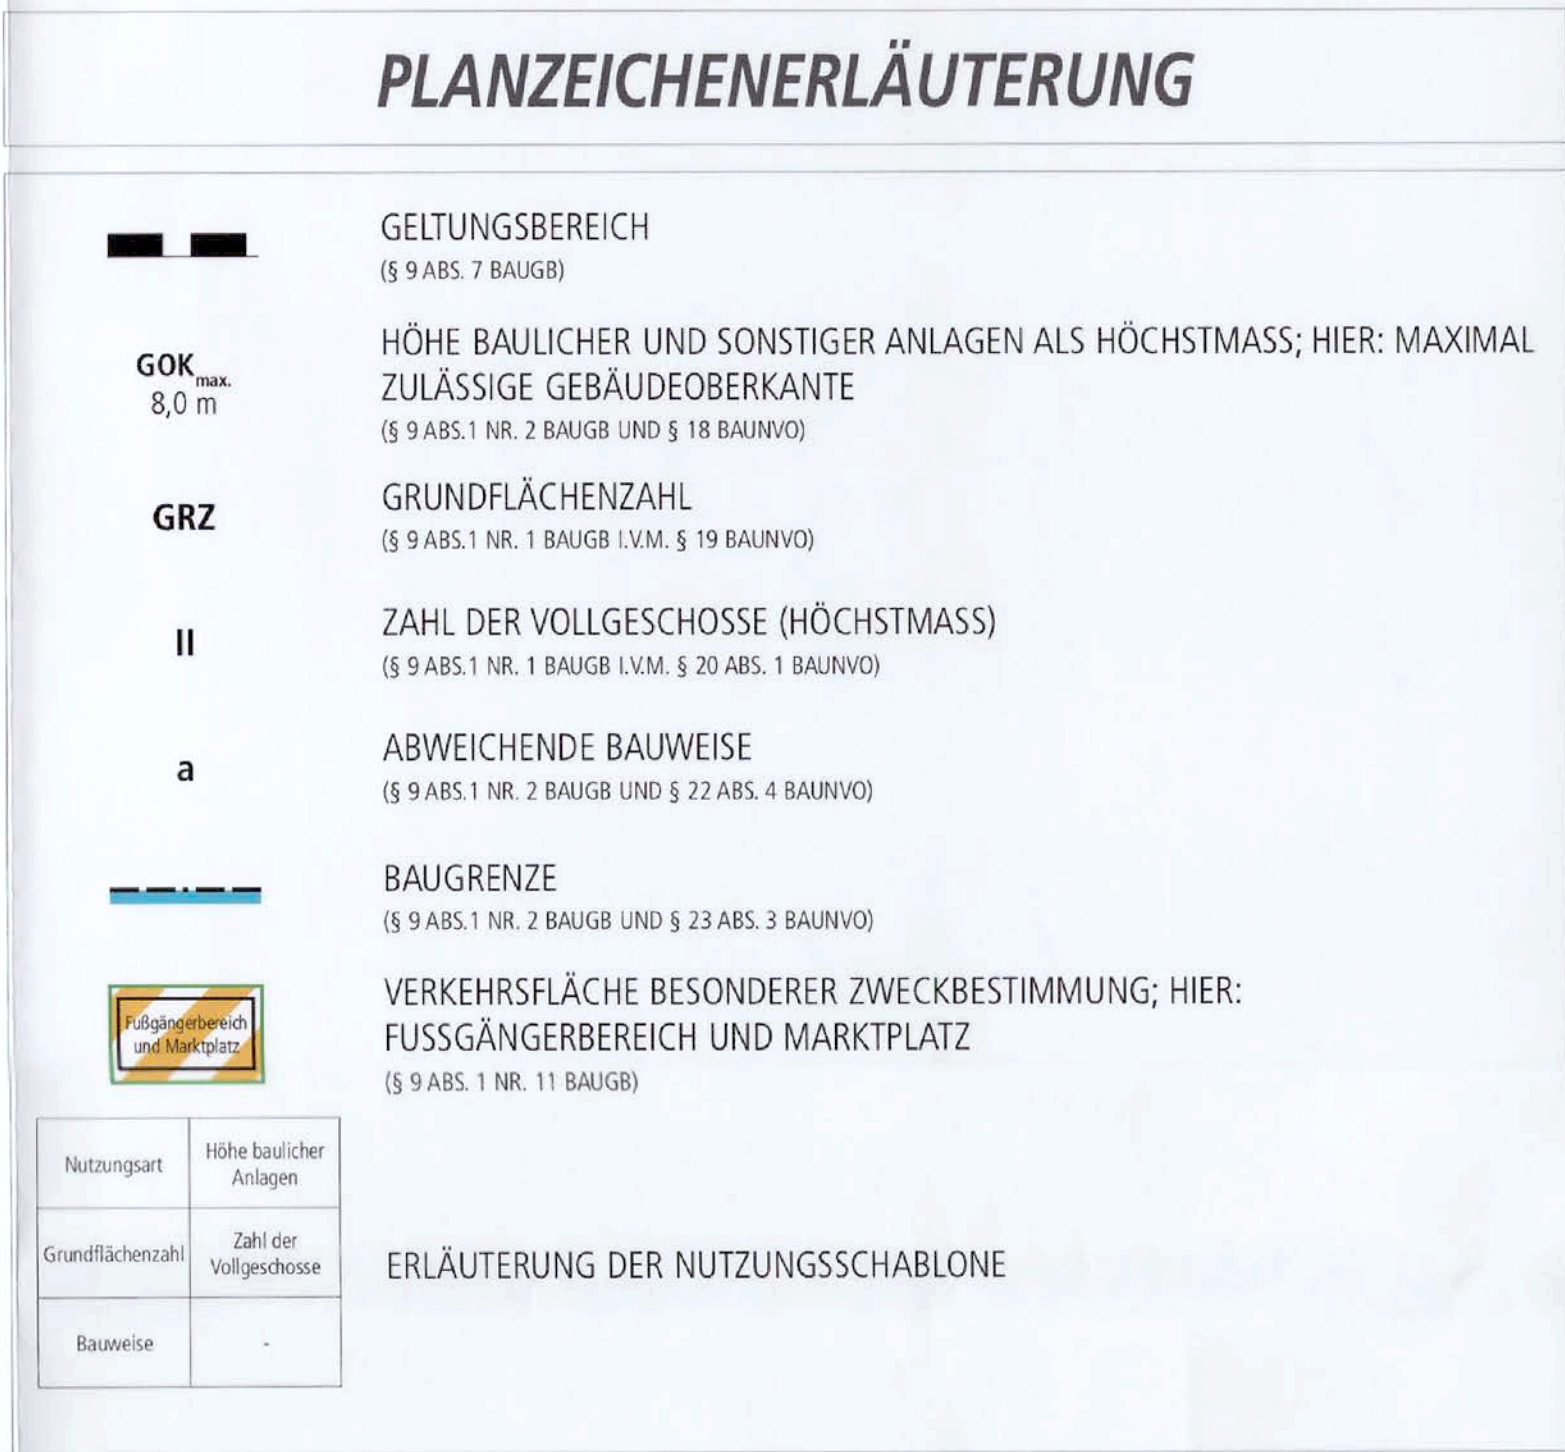 PLANZEICHENERLÄUTERUNG
GELTUNGSBEREICH
(§ 9 ABS. 7 BAUGB)
GOK max.
8,0 m
HÖHE BAULICHER UND SONSTIGER ANLAGEN ALS HÖCHSTMASS; HIER: MAXIMAL
ZULÄSSIGE GEBÄUDEOBERKANTE
(§ 9 ABS.1 NR. 2 BAUGB UND § 18 BAUNVO)
GRZ
GRUNDFLÄCHENZAHL
(§ 9 ABS.1 NR. 1 BAUGB I.V.M. § 19 BAUNVO)
II
ZAHL DER VOLLGESCHOSSE (HÖCHSTMASS)
(§ 9 ABS.1 NR. 1 BAUGB I.V.M. § 20 ABS. 1 BAUNVO)
a
ABWEICHENDE BAUWEISE
(§ 9 ABS.1 NR. 2 BAUGB UND § 22 ABS. 4 BAUNVO)
BAUGRENZE
(§ 9 ABS.1 NR. 2 BAUGB UND § 23 ABS. 3 BAUNVO)
Fußgängerbereich
und Marktplatz
VERKEHRSFLÄCHE BESONDERER ZWECKBESTIMMUNG; HIER:
FUSSGÄNGERBEREICH UND MARKTPLATZ
(§ 9 ABS. 1 NR. 11 BAUGB)
Nutzungsart
Höhe baulicher
Anlagen
Grundflächenzahl
Zahl der
Vollgeschosse
Bauweise
-
ERLÄUTERUNG DER NUTZUNGSSCHABLONE